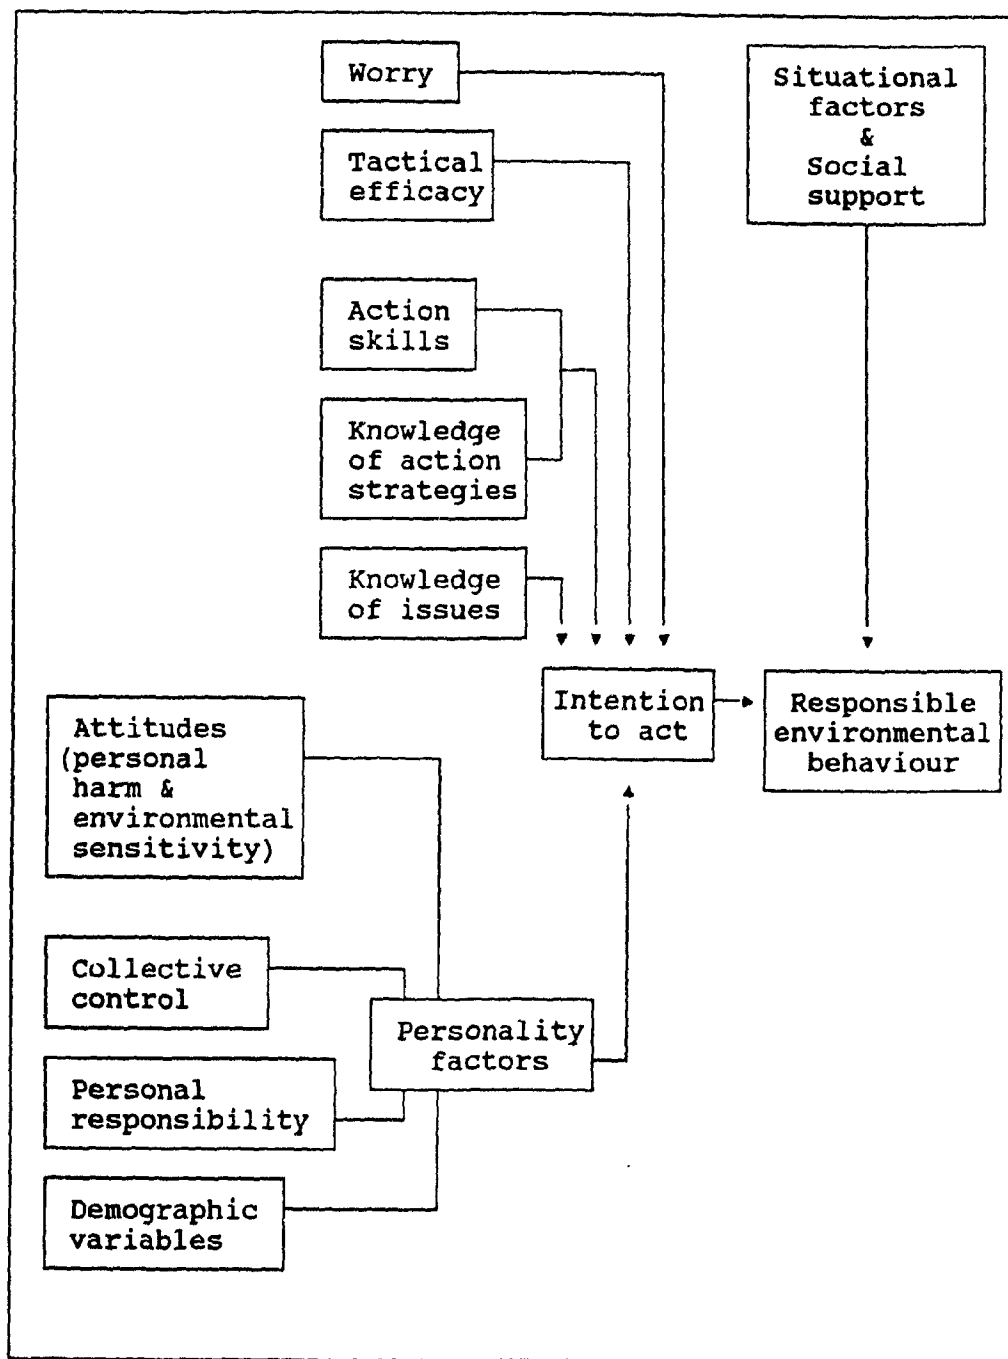 Worry
Tactical
efficacy
Action
skills
Knowledge
of action
strategies
Knowledge
of issues
Situational
factors
&
Social
support
Intention
to act
Responsible
environmental
behaviour
Attitudes
(personal
harm &
environmental
sensitivity)
Collective
control
Personal
responsibility
Demographic
variables
Personality
factors